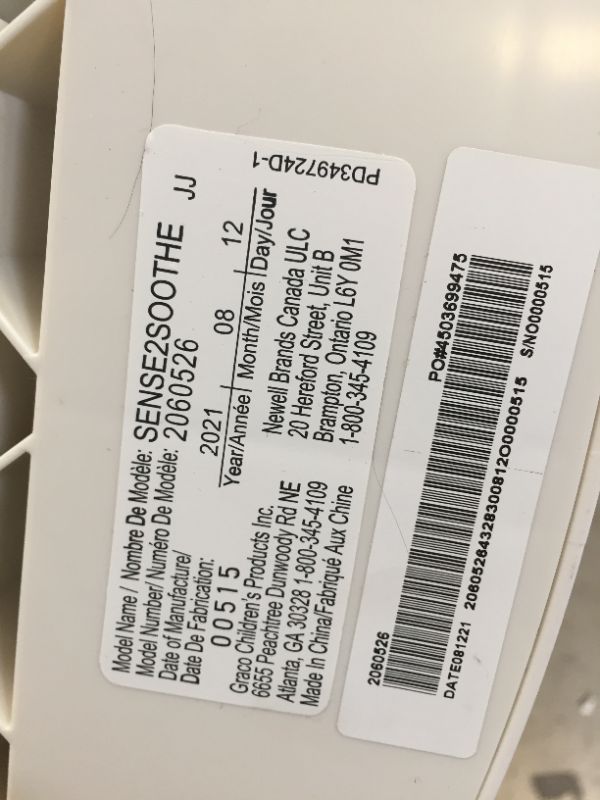 Model Name / Nombre De Modèle: SENSE2SOOTHE JJ
Model Number/ Numéro De Modèle: 2060526
Date of Manufacture/
Date De Fabrication:
2021 08 12
Year/Année Month/Mois Day/Jour
00515
Graco Children's Products Inc.
6655 Peachtree Dunwoody Rd NE
Atlanta, GA 30328 1-800-345-4109
Made In China/Fabriqué Aux Chine
Newell Brands Canada ULC
20 Hereford Street, Unit B
Brampton, Ontario L6Y 0M1
1-800-345-4109
PD349724D-1
2060526
PO#4503699475
DATE081221 20605264328300812O0000515 S/NO0000515